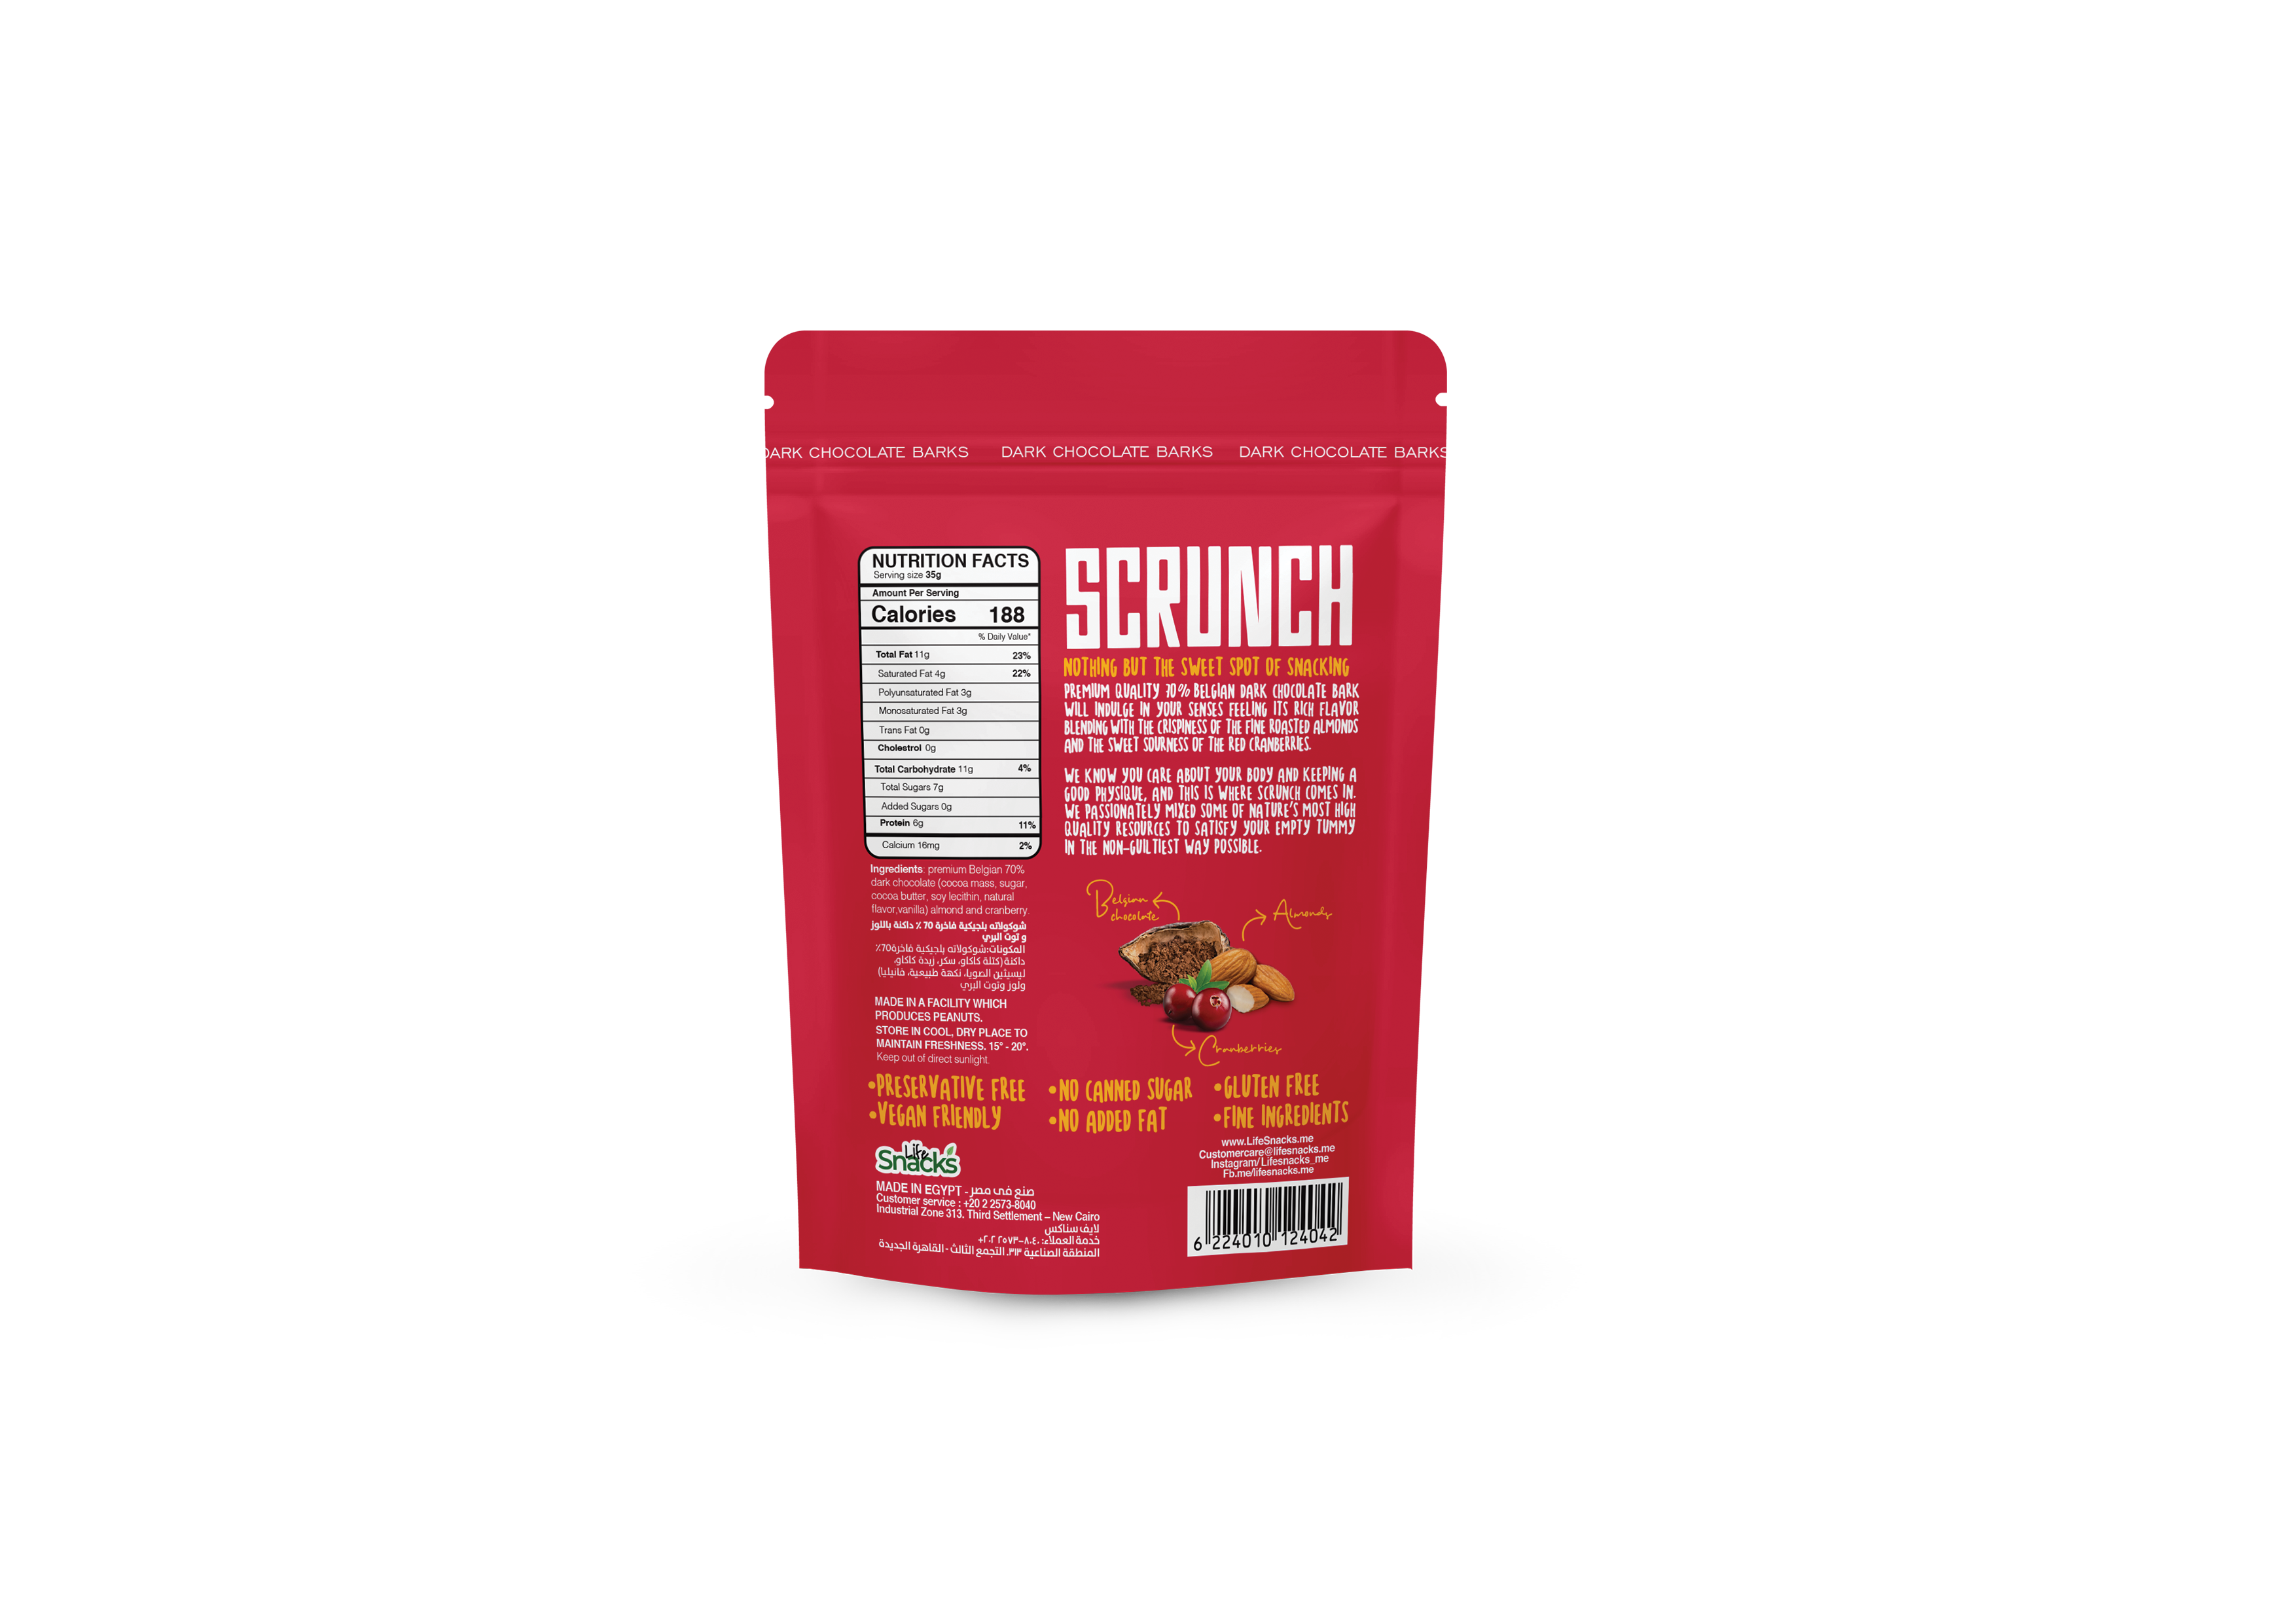 DARK CHOCOLATE BARKS DARK CHOCOLATE BARKS DARK CHOCOLATE BARKS
NUTRITION FACTS
Serving size 35g
Amount Per Serving
Calories 188
% Daily Value*
Total Fat 11g 23%
Saturated Fat 4g 22%
Polyunsaturated Fat 3g
Monosaturated Fat 3g
Trans Fat 0g
Cholestrol 0g
Total Carbohydrate 11g 4%
Total Sugars 7g
Added Sugars 0g
Protein 6g 11%
Calcium 16mg 2%
Ingredients: premium Belgian 70%
dark chocolate (cocoa mass, sugar,
cocoa butter, soy lecithin, natural
flavor,vanilla) almond and cranberry.
شوكولاته بلجيكية فاخرة 70 ٪ داكنة باللوز
و توت البري
المكونات:شوكولاته بلجيكية فاخرة70٪
داكنة(كتلة كاكاو، سكر، زبدة كاكاو،
ليسيثين الصويا، نكهة طبيعية، فانيليا)
ولوز وتوت البري
MADE IN A FACILITY WHICH
PRODUCES PEANUTS.
STORE IN COOL, DRY PLACE TO
MAINTAIN FRESHNESS. 15° - 20°.
Keep out of direct sunlight.
SCRUNCH
NOTHING BUT THE SWEET SPOT OF SNACKING
PREMIUM QUALITY 70% BELGIAN DARK CHOCOLATE BARK
WILL INDULGE IN YOUR SENSES FEELING ITS RICH FLAVOR
BLENDING WITH THE CRISPINESS OF THE FINE ROASTED ALMONDS
AND THE SWEET SOURNESS OF THE RED CRANBERRIES.
WE KNOW YOU CARE ABOUT YOUR BODY AND KEEPING A
GOOD PHYSIQUE, AND THIS IS WHERE SCRUNCH COMES IN.
WE PASSIONATELY MIXED SOME OF NATURE'S MOST HIGH
QUALITY RESOURCES TO SATISFY YOUR EMPTY TUMMY
IN THE NON-GUILTIEST WAY POSSIBLE.
Belgian
chocolate
Almonds
Cranberries
•PRESERVATIVE FREE •NO CANNED SUGAR •GLUTEN FREE
•VEGAN FRIENDLY •NO ADDED FAT •FINE INGREDIENTS
Life
Snacks
MADE IN EGYPT - صنع فى مصر
Customer service : +20 2 2573-8040
Industrial Zone 313. Third Settlement – New Cairo
لايف سناكس
خدمة العملاء: ٨٠٤٠-٢٥٧٣ ٢٠٢+
المنطقة الصناعية ٣١٣. التجمع الثالث - القاهرة الجديدة
www.LifeSnacks.me
Customercare@lifesnacks.me
Instagram/Lifesnacks_me
Fb.me/lifesnacks.me
6 224010 124042